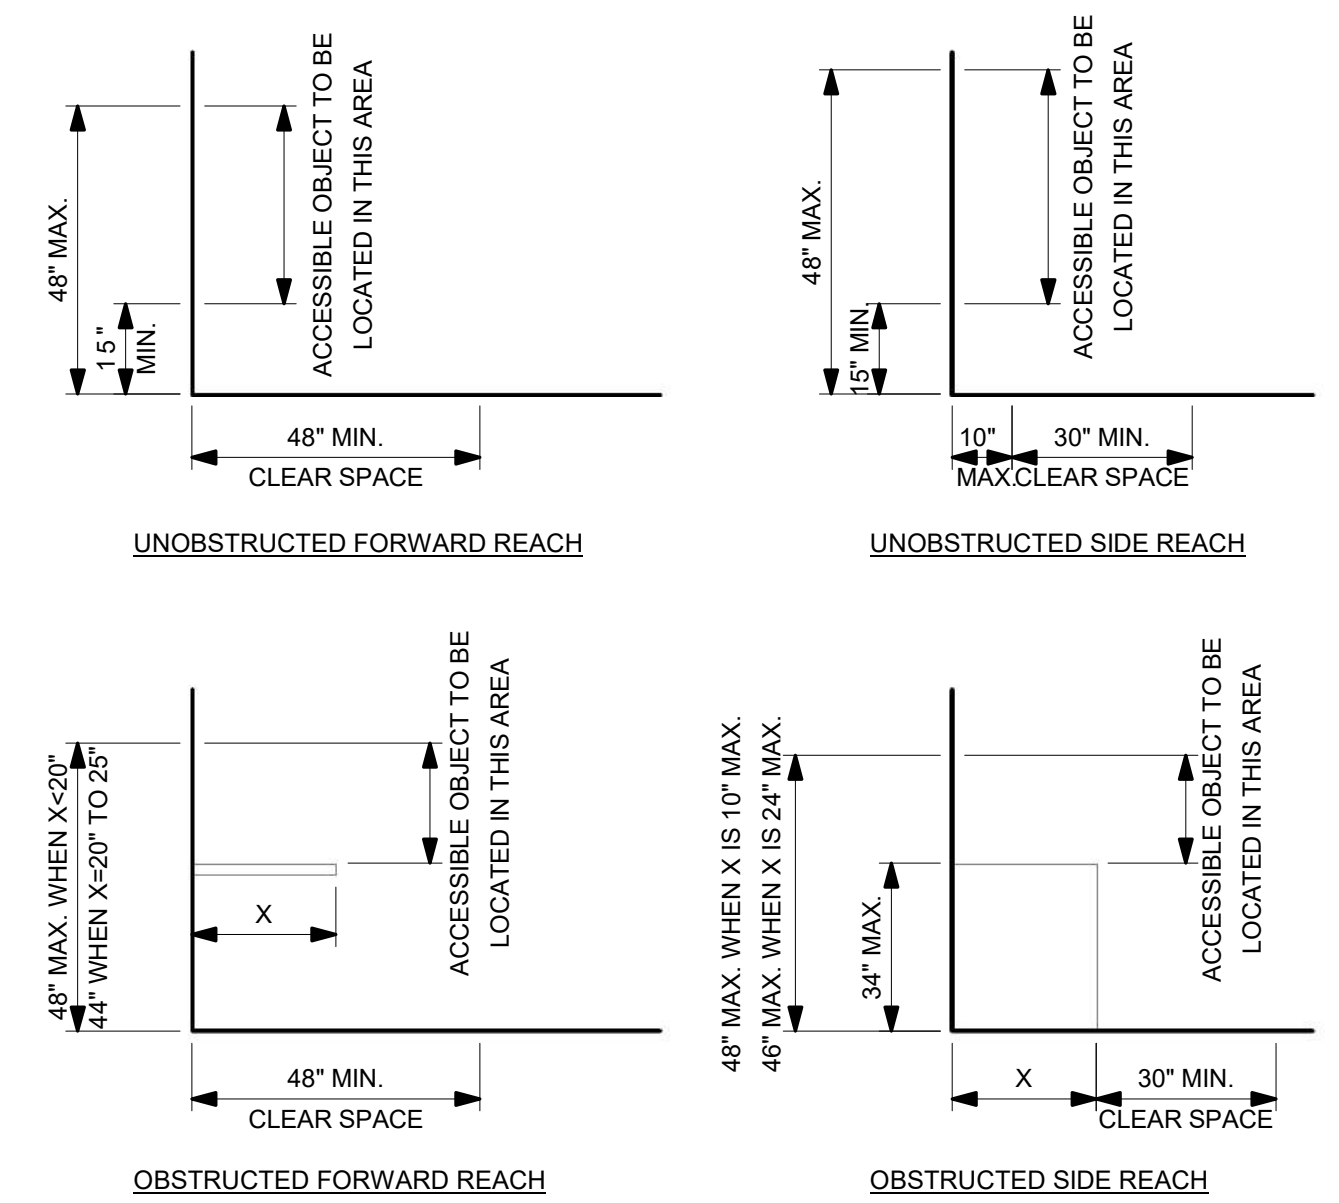 48" MAX.
15"
MIN.
ACCESSIBLE OBJECT TO BE
LOCATED IN THIS AREA
48" MIN.
CLEAR SPACE
UNOBSTRUCTED FORWARD REACH
48" MAX.
15" MIN.
ACCESSIBLE OBJECT TO BE
LOCATED IN THIS AREA
10"
MAX.
30" MIN.
CLEAR SPACE
UNOBSTRUCTED SIDE REACH
48" MAX. WHEN X<20"
44" WHEN X=20" TO 25"
X
ACCESSIBLE OBJECT TO BE
LOCATED IN THIS AREA
48" MIN.
CLEAR SPACE
OBSTRUCTED FORWARD REACH
48" MAX. WHEN X IS 10" MAX.
46" MAX. WHEN X IS 24" MAX.
34" MAX.
ACCESSIBLE OBJECT TO BE
LOCATED IN THIS AREA
X
30" MIN.
CLEAR SPACE
OBSTRUCTED SIDE REACH